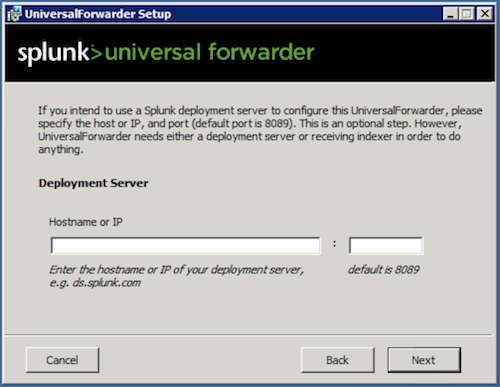 UniversalForwarder Setup
splunk>universal forwarder
If you intend to use a Splunk deployment server to configure this UniversalForwarder, please
specify the host or IP, and port (default port is 8089). This is an optional step. However,
UniversalForwarder needs either a deployment server or receiving indexer in order to do
anything.
Deployment Server
Hostname or IP
:
Enter the hostname or IP of your deployment server, default is 8089
e.g. ds.splunk.com
Cancel Back Next